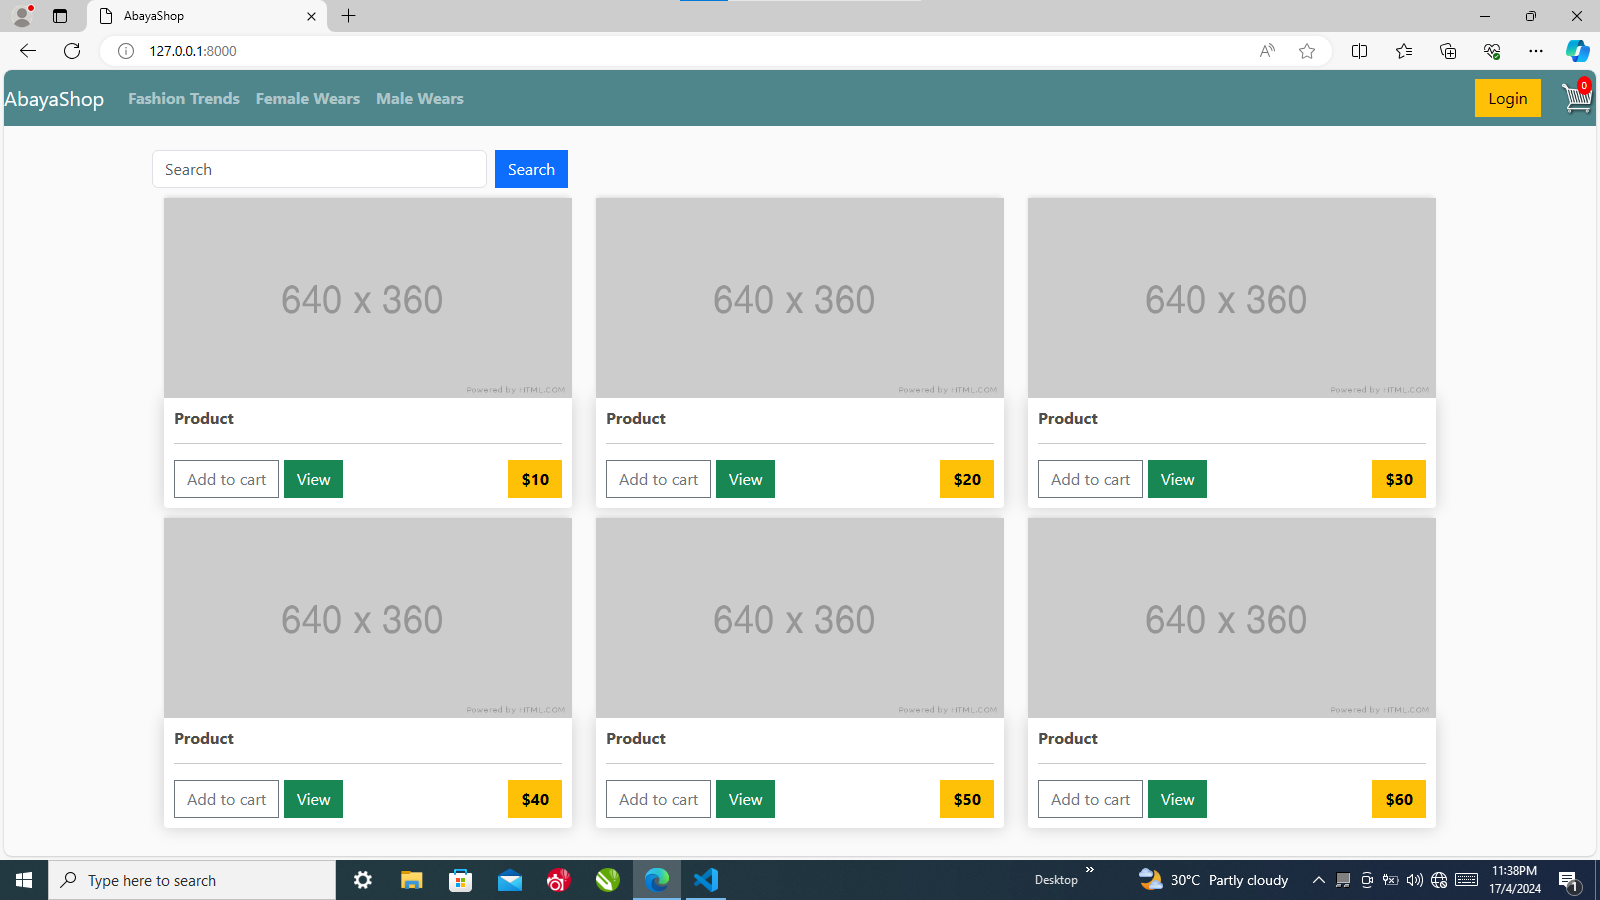 AbayaShop
127.0.0.1:8000
AbayaShop Fashion Trends Female Wears Male Wears Login 0
Search Search
640 x 360 640 x 360 640 x 360
Powered by HTML.COM Powered by HTML.COM Powered by HTML.COM
Product Product Product
Add to cart View $10 Add to cart View $20 Add to cart View $30
640 x 360 640 x 360 640 x 360
Powered by HTML.COM Powered by HTML.COM Powered by HTML.COM
Product Product Product
Add to cart View $40 Add to cart View $50 Add to cart View $60
Type here to search Desktop 30°C Partly cloudy 11:38PM
17/4/2024 1